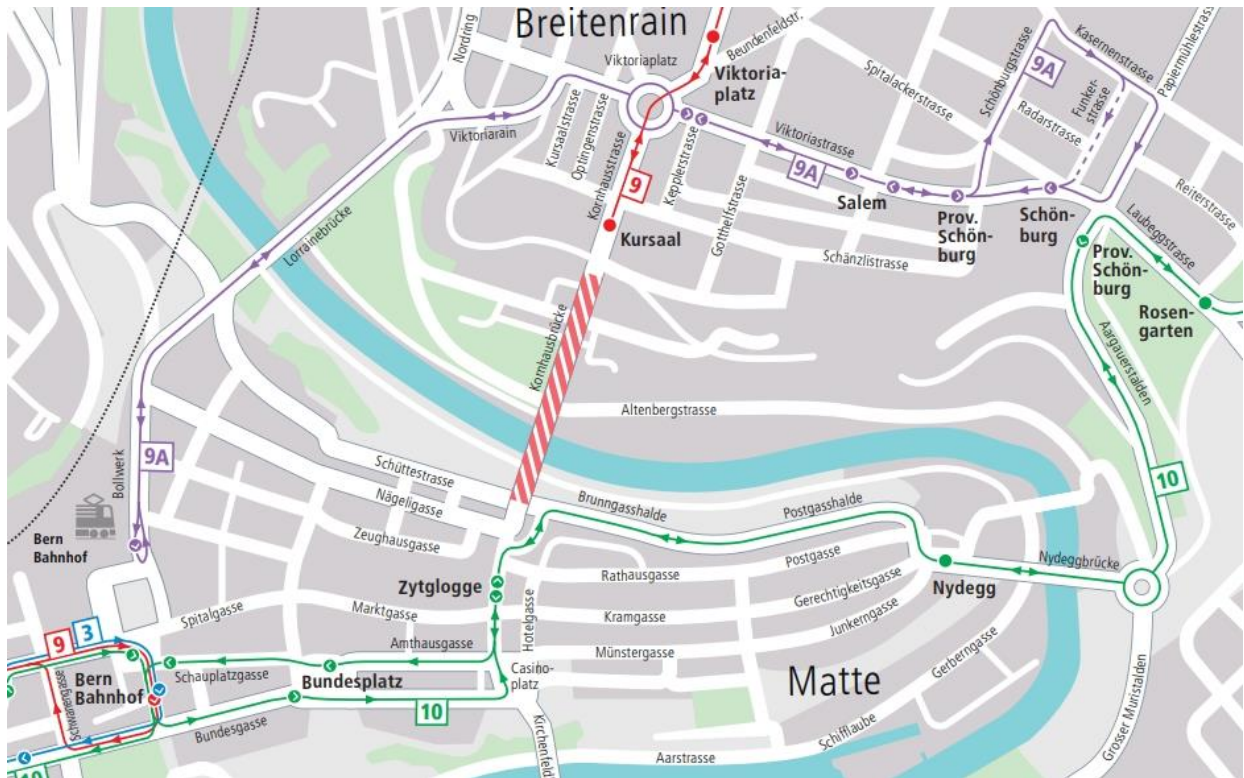 Breitenrain
Nordring
Viktoriaplatz
Beundenfeldstr.
Viktoria-
platz
Kasernenstrasse
Papiermühlestrasse
Schönburgstrasse
9A
Spitalackerstrasse
Funker-
strasse
Radarstrasse
Viktoriarain
Kursaalstrasse
Optingenstrasse
Kornhausstrasse
9
Kepplerstrasse
Viktoriastrasse
9A
Gotthelfstrasse
Salem
Prov.
Schön-
burg
Schön-
burg
Reiterstrasse
Laubeggstrasse
Lorrainebrücke
Kursaal
Schänzlistrasse
Prov.
Schön-
burg
Rosen-
garten
Kornhausbrücke
Aargauerstalden
Altenbergstrasse
9A
Bollwerk
Schüttestrasse
Nägeligasse
10
Brunngasshalde
Postgasshalde
Bern
Bahnhof
Zeughausgasse
Zytglogge
Rathausgasse
Postgasse
Nydegg
Nydeggbrücke
Spitalgasse
Marktgasse
Hotelgasse
Kramgasse
Gerechtigkeitsgasse
9
3
Amthausgasse
Münstergasse
Junkerngasse
Bern
Bahnhof
Schwanengasse
Schauplatzgasse
Bundesplatz
Casino-
platz
Matte
Gerberngasse
10
Bundesgasse
Kirchenfeld
Schifflaube
Aarstrasse
Grosser Muristalden
10